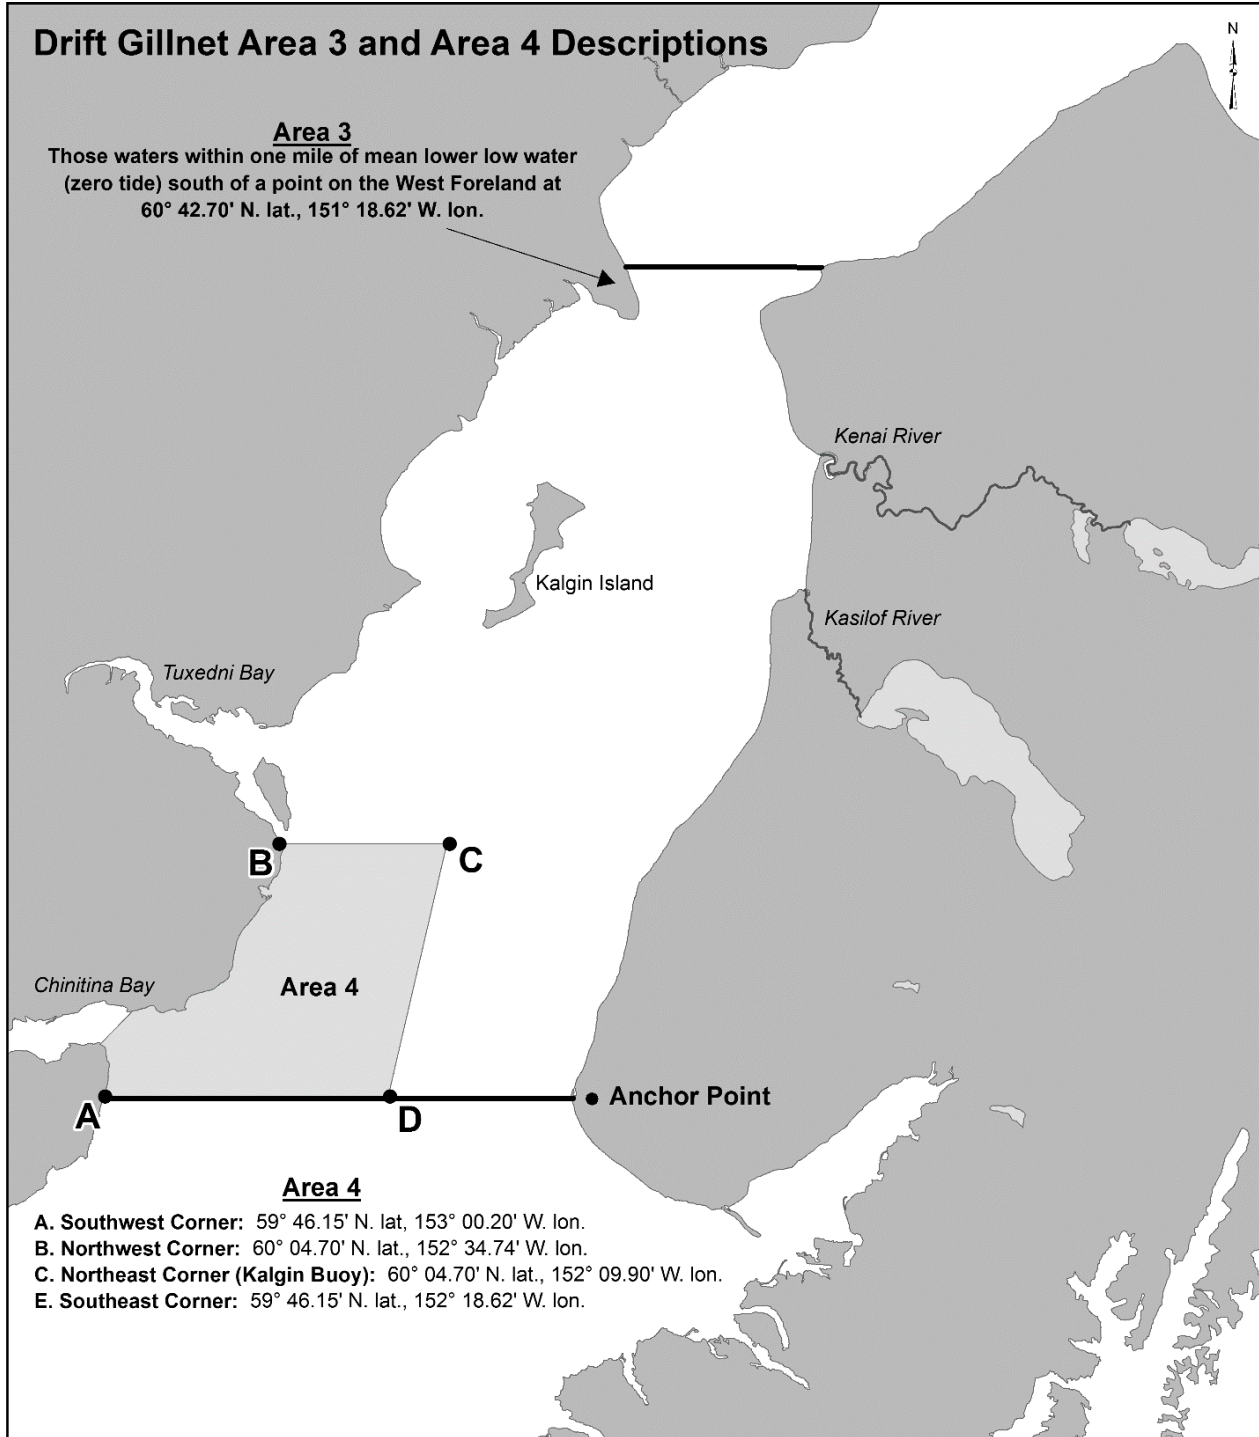 Drift Gillnet Area 3 and Area 4 Descriptions
N
Area 3
Those waters within one mile of mean lower low water
(zero tide) south of a point on the West Foreland at
60° 42.70' N. lat., 151° 18.62' W. lon.
Kenai River
Kalgin Island
Kasilof River
Tuxedni Bay
B
C
Chinitina Bay
Area 4
A
D
Anchor Point
Area 4
A. Southwest Corner: 59° 46.15' N. lat, 153° 00.20' W. lon.
B. Northwest Corner: 60° 04.70' N. lat., 152° 34.74' W. lon.
C. Northeast Corner (Kalgin Buoy): 60° 04.70' N. lat., 152° 09.90' W. lon.
E. Southeast Corner: 59° 46.15' N. lat., 152° 18.62' W. lon.